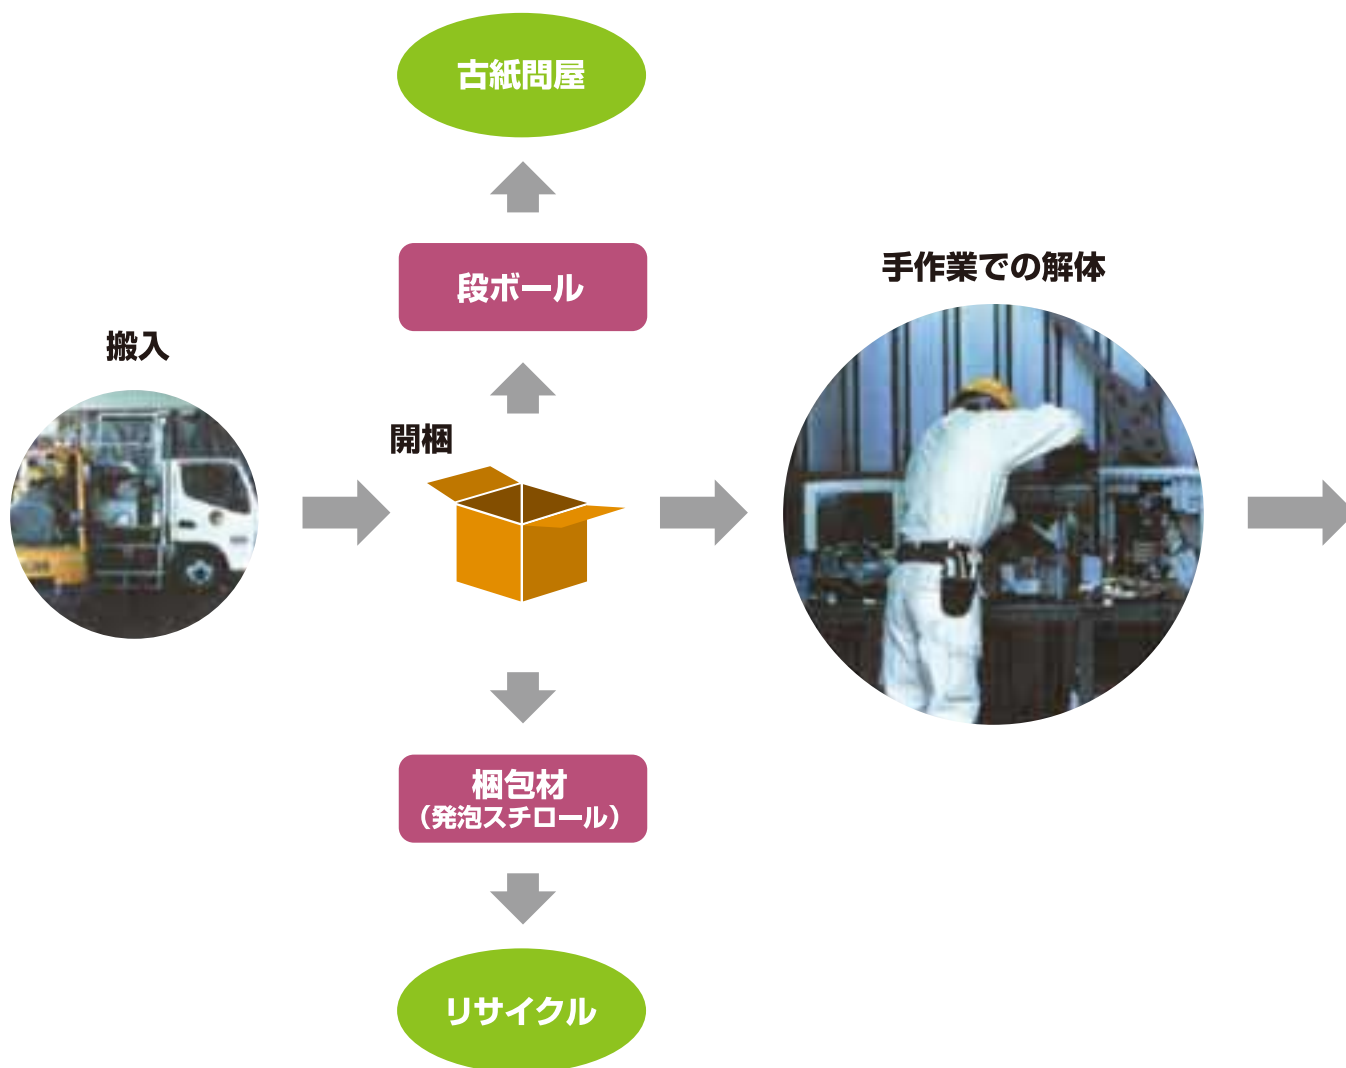 古紙問屋
段ボール
手作業での解体
搬入
開梱
梱包材
（発泡スチロール）
リサイクル